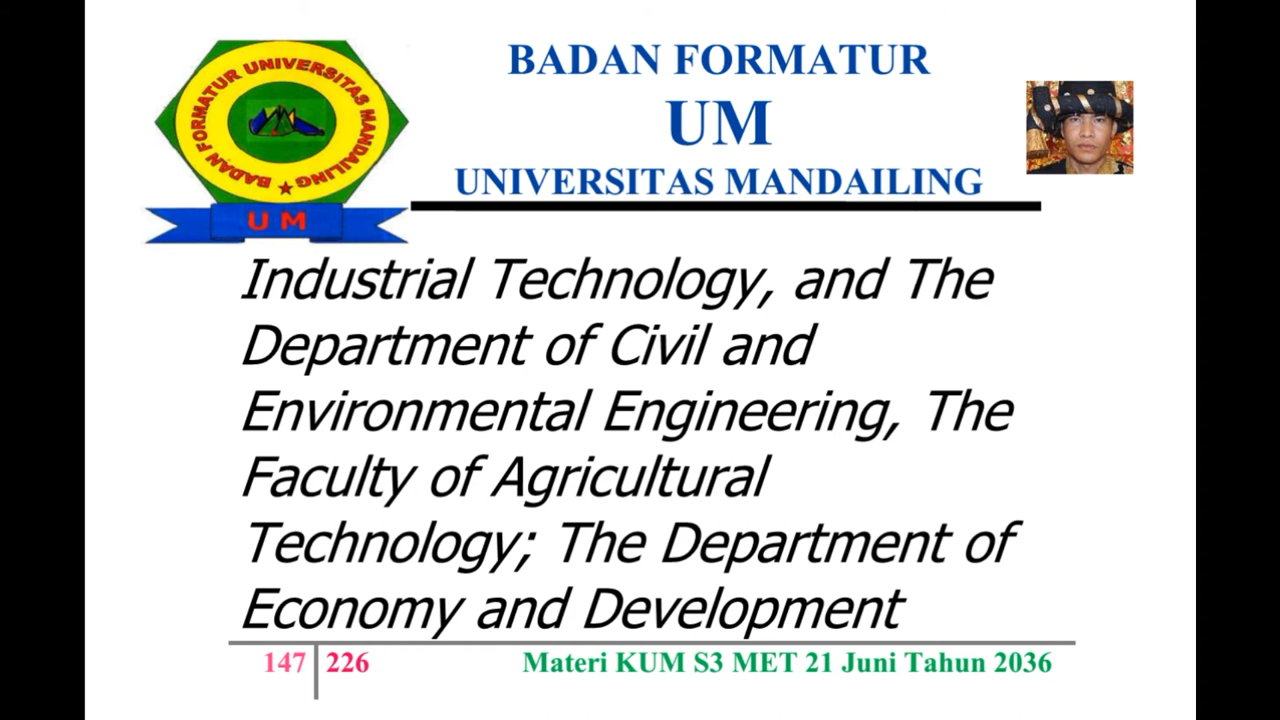 BADAN FORMATUR UNIVERSITAS MANDAILING
UM
BADAN FORMATUR
UM
UNIVERSITAS MANDAILING
Industrial Technology, and The
Department of Civil and
Environmental Engineering, The
Faculty of Agricultural
Technology; The Department of
Economy and Development
147 226 Materi KUM S3 MET 21 Juni Tahun 2036